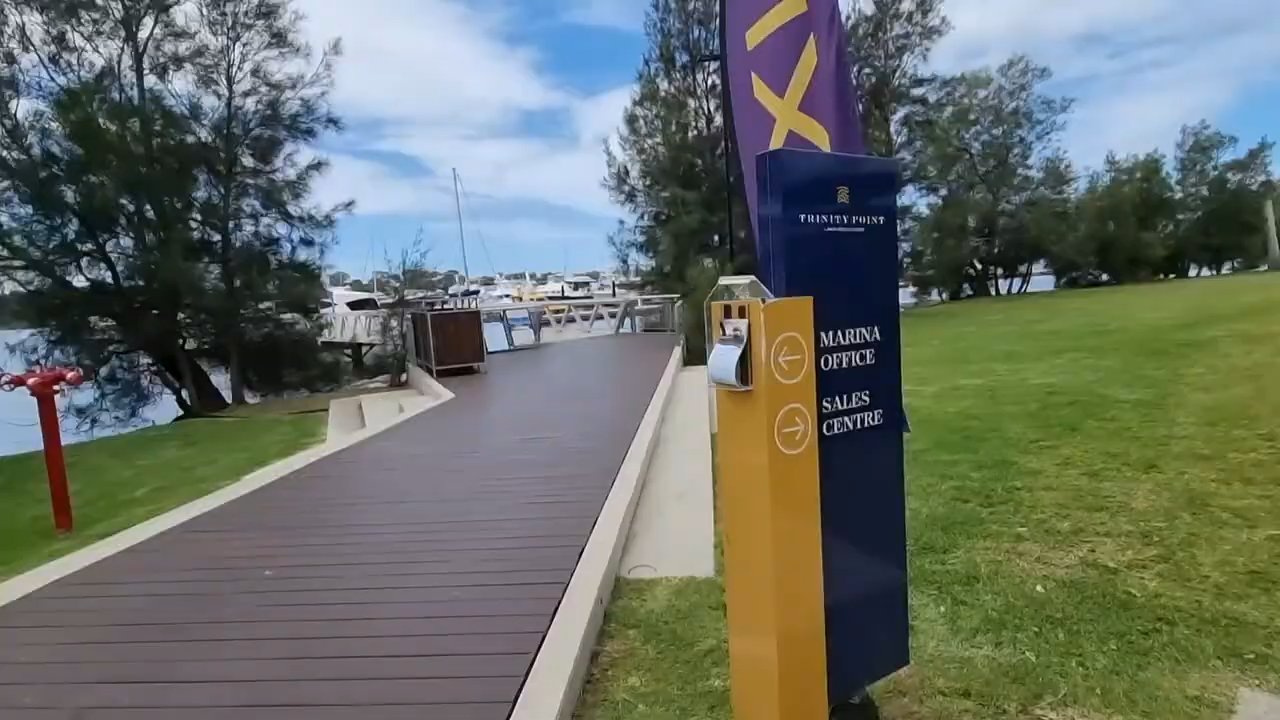 TRINITY POINT
MARINA
OFFICE
SALES
CENTRE